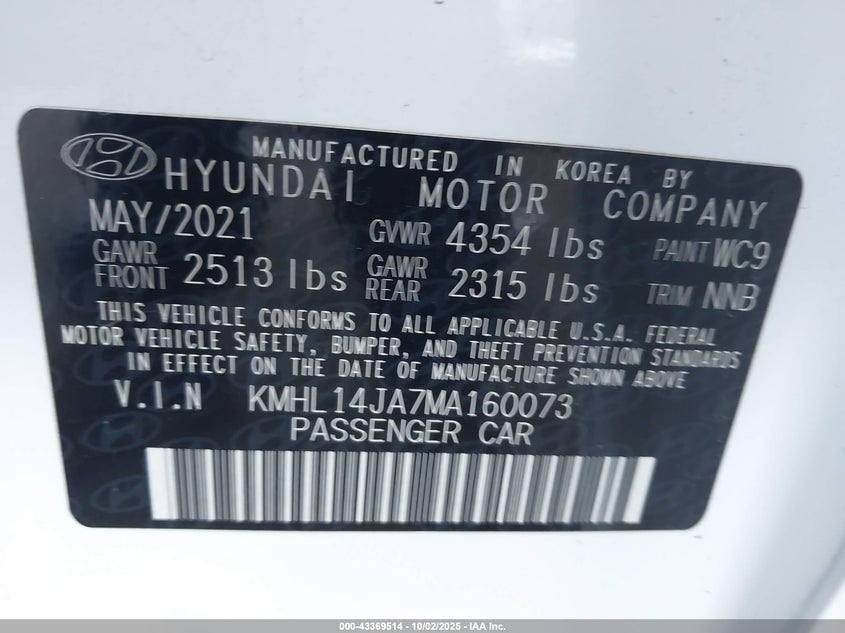 MANUFACTURED IN KOREA BY
HYUNDAI MOTOR COMPANY
MAY/2021 GVWR 4354 lbs PAINT WC9
GAWR FRONT 2513 lbs GAWR REAR 2315 lbs TRIM NNB
THIS VEHICLE CONFORMS TO ALL APPLICABLE U.S.A. FEDERAL
MOTOR VEHICLE SAFETY, BUMPER, AND THEFT PREVENTION STANDARDS
IN EFFECT ON THE DATE OF MANUFACTURE SHOWN ABOVE
V.I.N KMHL14JA7MA160073
PASSENGER CAR
000-43369514 - 10/02/2025 - IAA Inc.